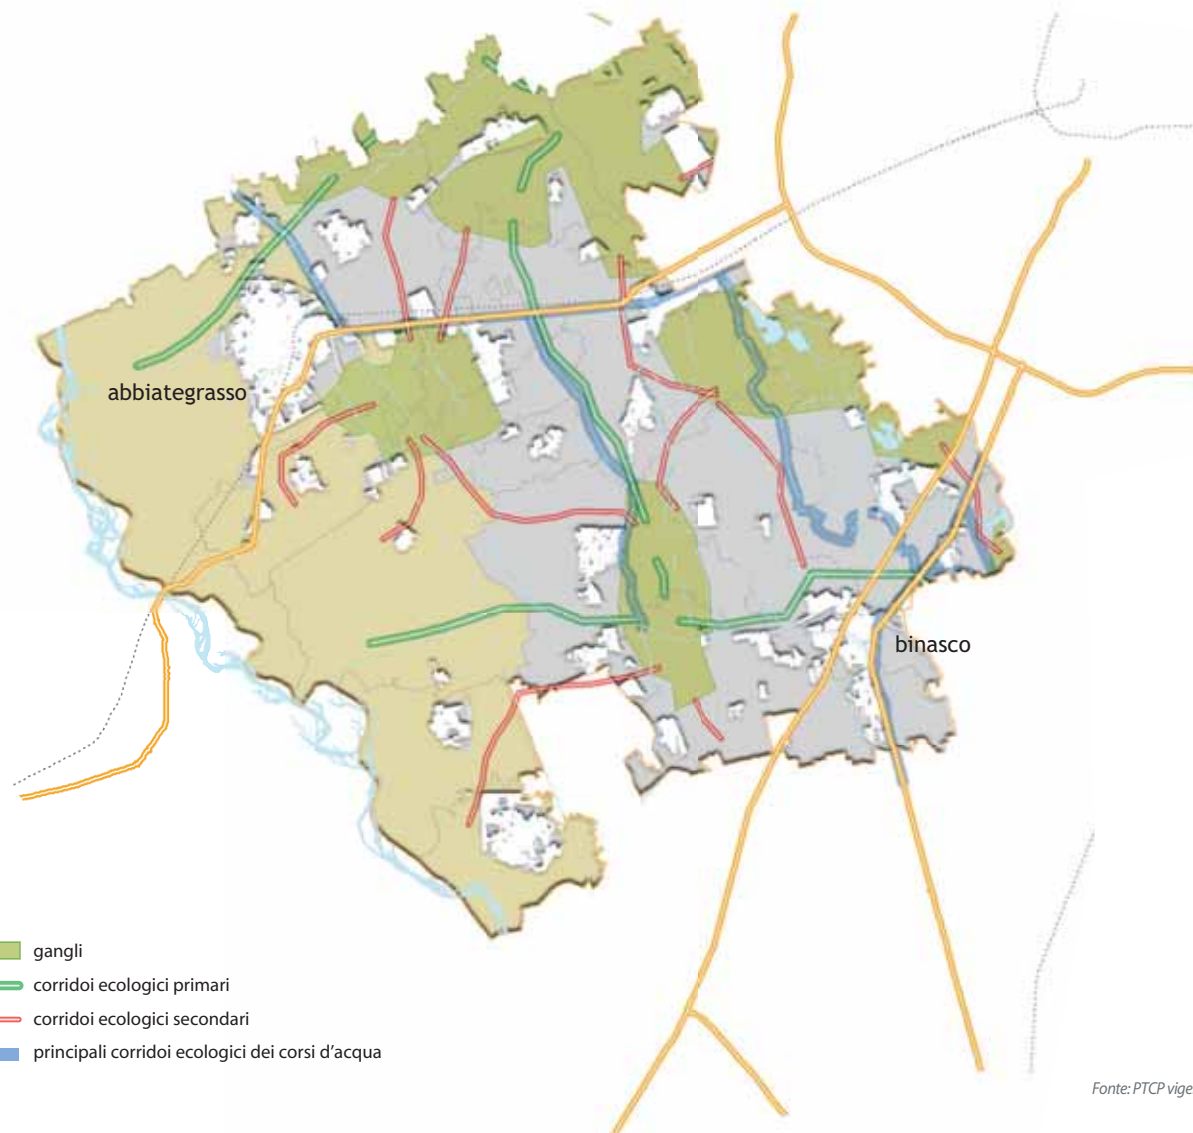 abbiategrasso
binasco
gangli
corridoi ecologici primari
corridoi ecologici secondari
principali corridoi ecologici dei corsi d'acqua
Fonte: PTCP vige